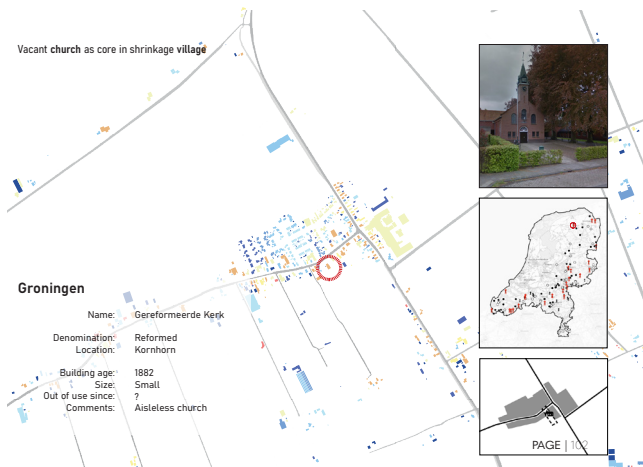 Vacant church as core in shrinkage village
Groningen
Name: Gereformeerde Kerk
Denomination: Reformed
Location: Kornhorn
Building age: 1882
Size: Small
Out of use since: ?
Comments: Aisleless church
PAGE | 102